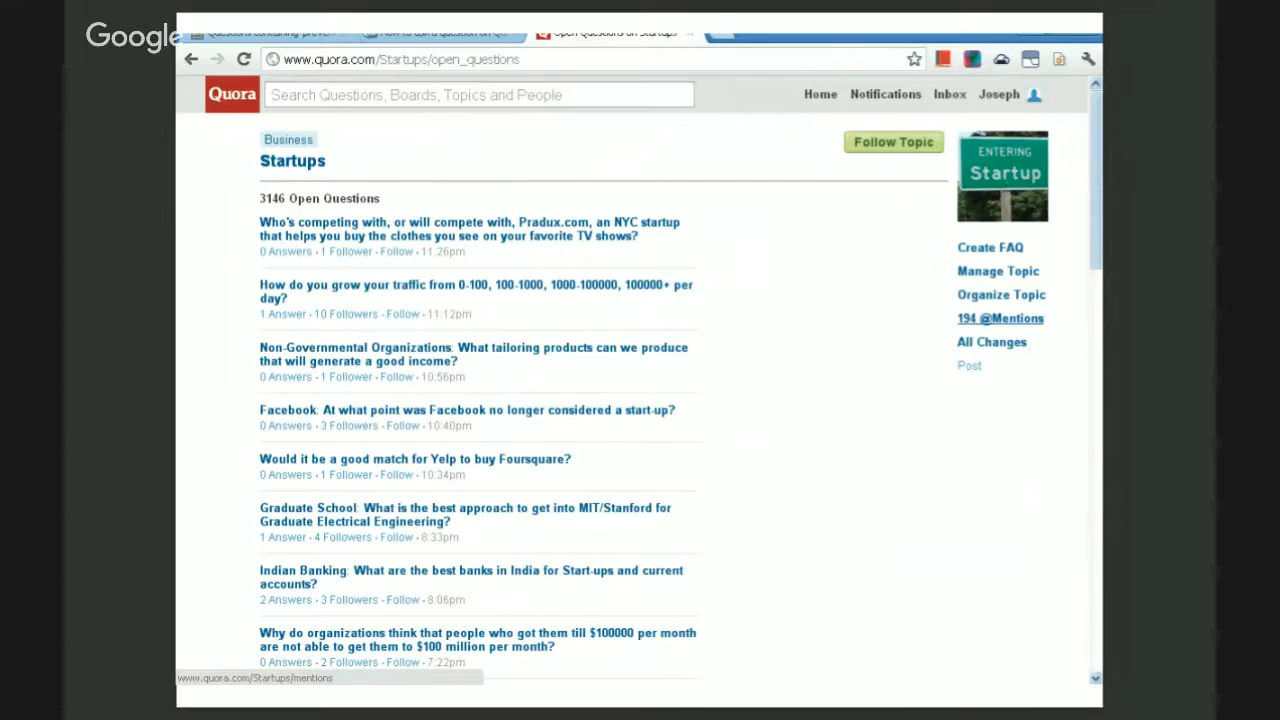 Google
Open Questions on Startups
www.quora.com/Startups/open_questions
Quora
Search Questions, Boards, Topics and People
Home Notifications Inbox Joseph
Business
Follow Topic
Startups
ENTERING
Startup
3146 Open Questions
Who's competing with, or will compete with, Pradux.com, an NYC startup
that helps you buy the clothes you see on your favorite TV shows?
0 Answers · 1 Follower · Follow · 11:26pm
How do you grow your traffic from 0-100, 100-1000, 1000-100000, 100000+ per
day?
1 Answer · 10 Followers · Follow · 11:12pm
Non-Governmental Organizations: What tailoring products can we produce
that will generate a good income?
0 Answers · 1 Follower · Follow · 10:56pm
Facebook: At what point was Facebook no longer considered a start-up?
0 Answers · 3 Followers · Follow · 10:40pm
Would it be a good match for Yelp to buy Foursquare?
0 Answers · 1 Follower · Follow · 10:34pm
Graduate School: What is the best approach to get into MIT/Stanford for
Graduate Electrical Engineering?
1 Answer · 4 Followers · Follow · 8:33pm
Indian Banking: What are the best banks in India for Start-ups and current
accounts?
2 Answers · 3 Followers · Follow · 8:06pm
Why do organizations think that people who got them till $100000 per month
are not able to get them to $100 million per month?
0 Answers · 2 Followers · Follow · 7:22pm
Create FAQ
Manage Topic
Organize Topic
194 @Mentions
All Changes
Post
www.quora.com/Startups/mentions